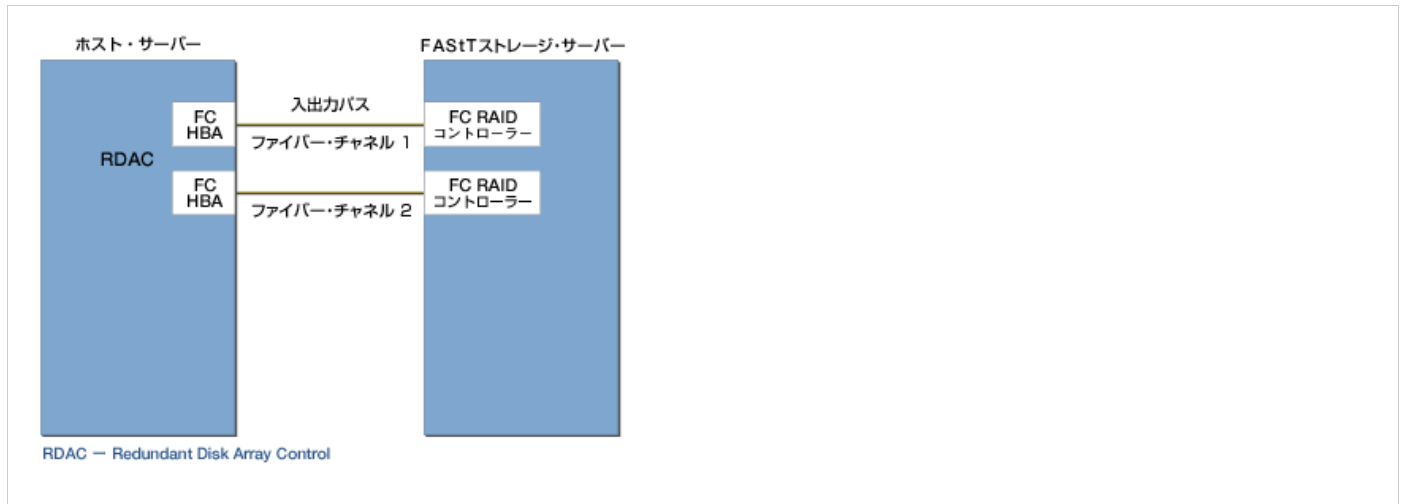 ホスト・サーバー
FAStTストレージ・サーバー
入出力パス
FC
HBA
FC RAID
コントローラー
ファイバー・チャネル 1
RDAC
FC
HBA
FC RAID
コントローラー
ファイバー・チャネル 2
RDAC － Redundant Disk Array Control